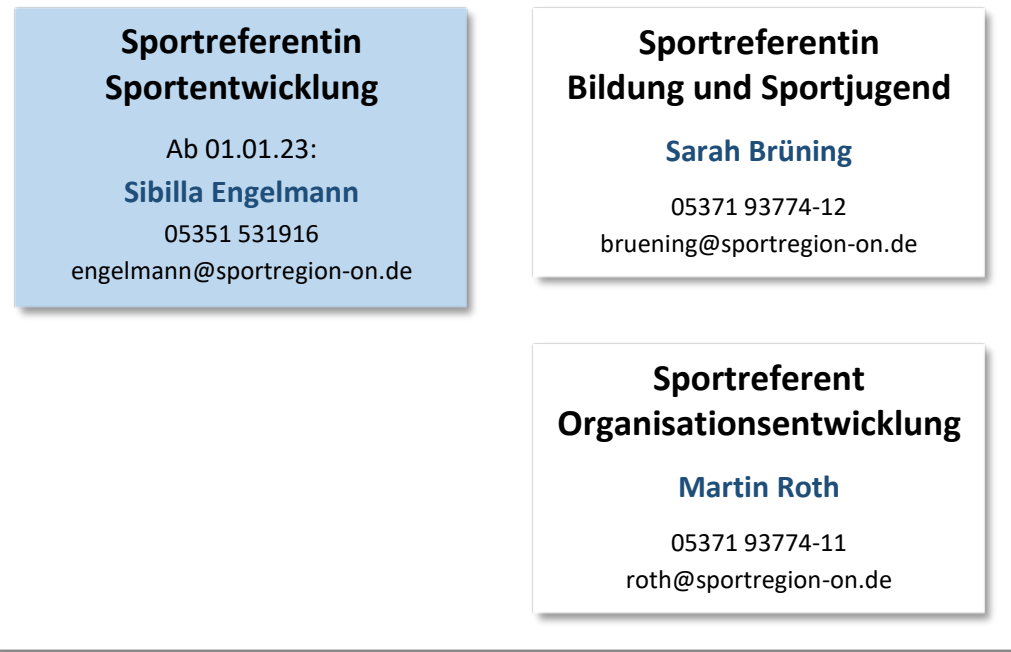 Sportreferentin
Sportentwicklung
Ab 01.01.23:
Sibilla Engelmann
05351 531916
engelmann@sportregion-on.de
Sportreferentin
Bildung und Sportjugend
Sarah Brüning
05371 93774-12
bruening@sportregion-on.de
Sportreferent
Organisationsentwicklung
Martin Roth
05371 93774-11
roth@sportregion-on.de